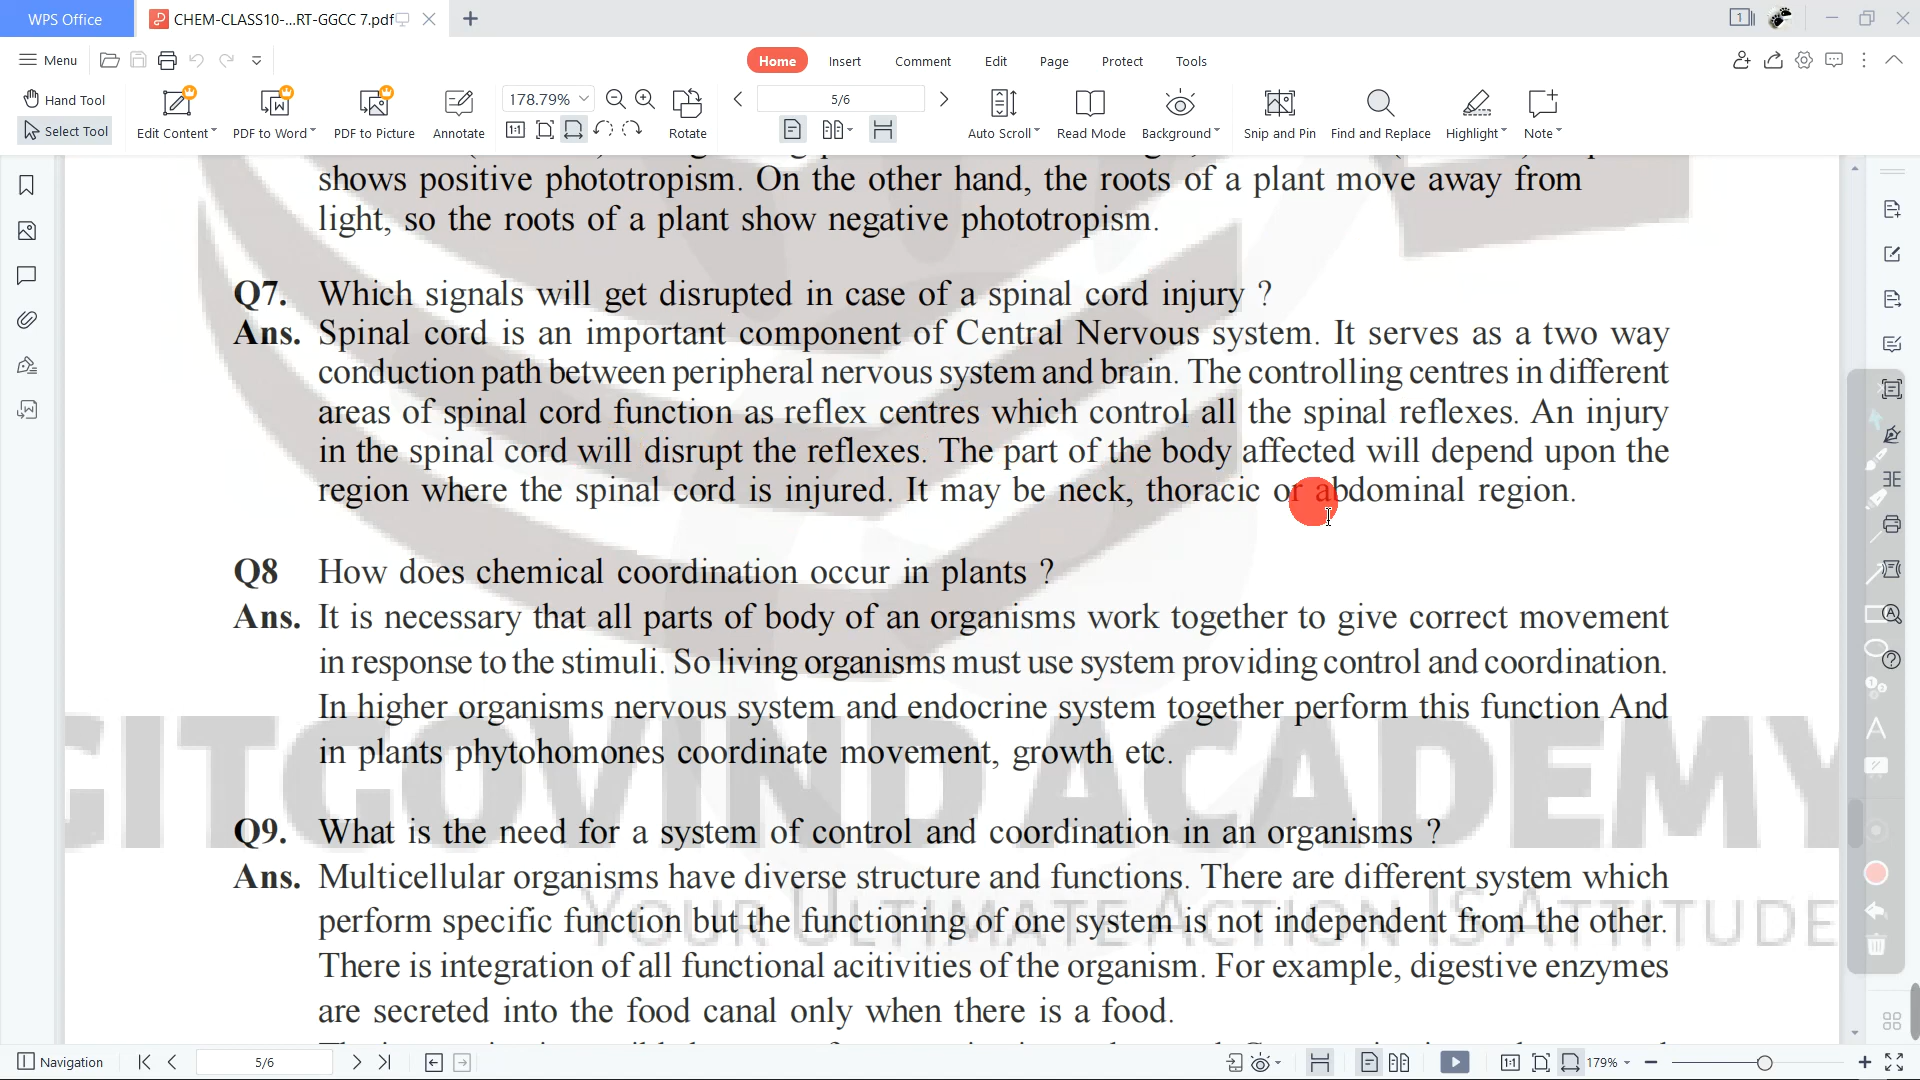 WPS Office
CHEM-CLASS10-...RT-GGCC 7.pdf
Menu
Home Insert Comment Edit Page Protect Tools
Hand Tool
Select Tool
Edit Content PDF to Word PDF to Picture Annotate
178.79%
Rotate
5/6
Auto Scroll Read Mode Background Snip and Pin Find and Replace Highlight Note
shows positive phototropism. On the other hand, the roots of a plant move away from
light, so the roots of a plant show negative phototropism.
Q7. Which signals will get disrupted in case of a spinal cord injury ?
Ans. Spinal cord is an important component of Central Nervous system. It serves as a two way
conduction path between peripheral nervous system and brain. The controlling centres in different
areas of spinal cord function as reflex centres which control all the spinal reflexes. An injury
in the spinal cord will disrupt the reflexes. The part of the body affected will depend upon the
region where the spinal cord is injured. It may be neck, thoracic or abdominal region.
Q8 How does chemical coordination occur in plants ?
Ans. It is necessary that all parts of body of an organisms work together to give correct movement
in response to the stimuli. So living organisms must use system providing control and coordination.
In higher organisms nervous system and endocrine system together perform this function And
in plants phytohomones coordinate movement, growth etc.
GITGOVIND ACADEMY
Q9. What is the need for a system of control and coordination in an organisms ?
Ans. Multicellular organisms have diverse structure and functions. There are different system which
perform specific function but the functioning of one system is not independent from the other.
YOUR ULTIMATE ACTION IS ATTITUDE
There is integration of all functional acitivities of the organism. For example, digestive enzymes
are secreted into the food canal only when there is a food.
Navigation
5/6
179%